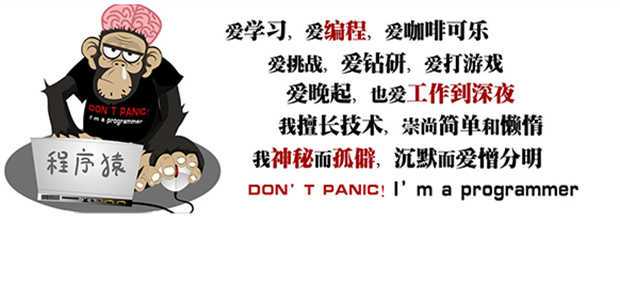 爱学习，爱编程，爱咖啡可乐
爱挑战，爱钻研，爱打游戏
爱晚起，也爱工作到深夜
我擅长技术，崇尚简单和懒惰
我神秘而孤僻，沉默而爱憎分明
DON'T PANIC! I'm a programmer
DON'T PANIC!
I'm a programmer
程序猿